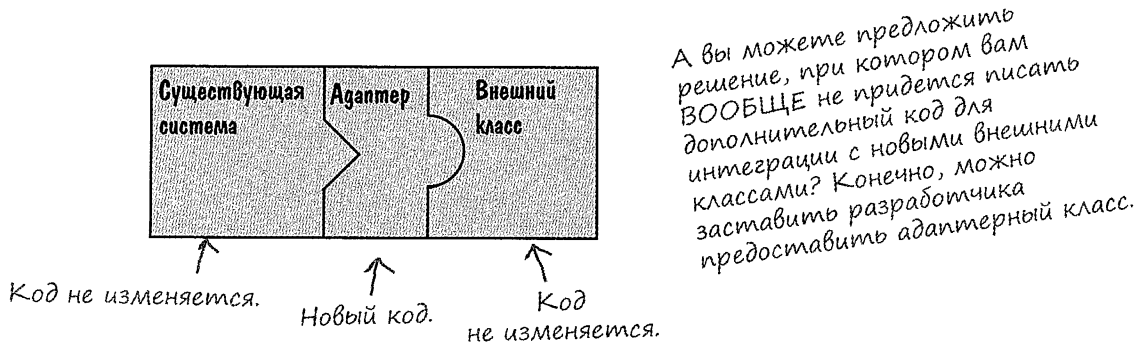 Существующая
система
Адаптер
Внешний
класс
Код не изменяется.
Новый код.
Код
не изменяется.
А вы можете предложить
решение, при котором вам
ВООБЩЕ не придется писать
дополнительный код для
интеграции с новыми внешними
классами? Конечно, можно
заставить разработчика
предоставить адаптерный класс.